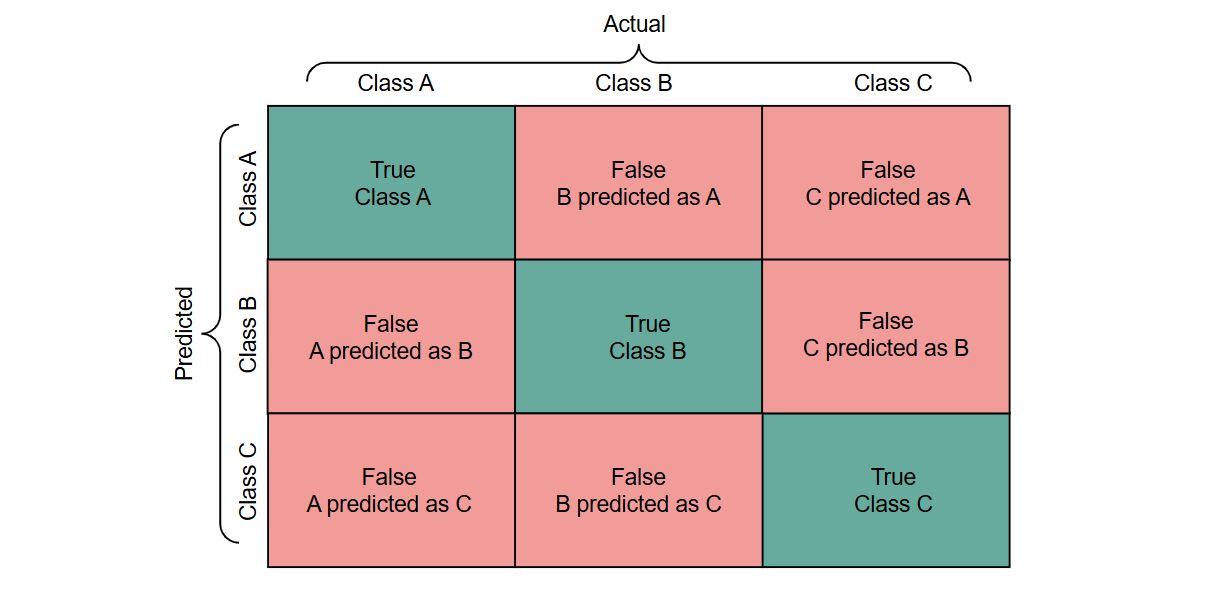 Actual
Class A
Class B
Class C
Predicted
Class A
True
Class A
False
B predicted as A
False
C predicted as A
Class B
False
A predicted as B
True
Class B
False
C predicted as B
Class C
False
A predicted as C
False
B predicted as C
True
Class C